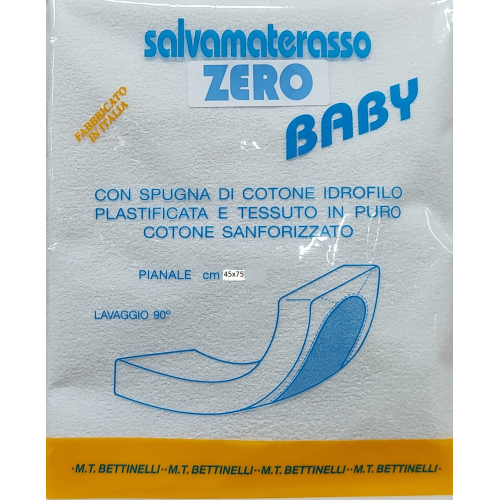 salvamaterasso
ZERO
BABY
FABBRICATO
IN ITALIA
CON SPUGNA DI COTONE IDROFILO
PLASTIFICATA E TESSUTO IN PURO
COTONE SANFORIZZATO
PIANALE cm 45x75
LAVAGGIO 90°
·M.T. BETTINELLI··M.T. BETTINELLI··M.T. BETTINELLI··M.T. BETTINELLI·